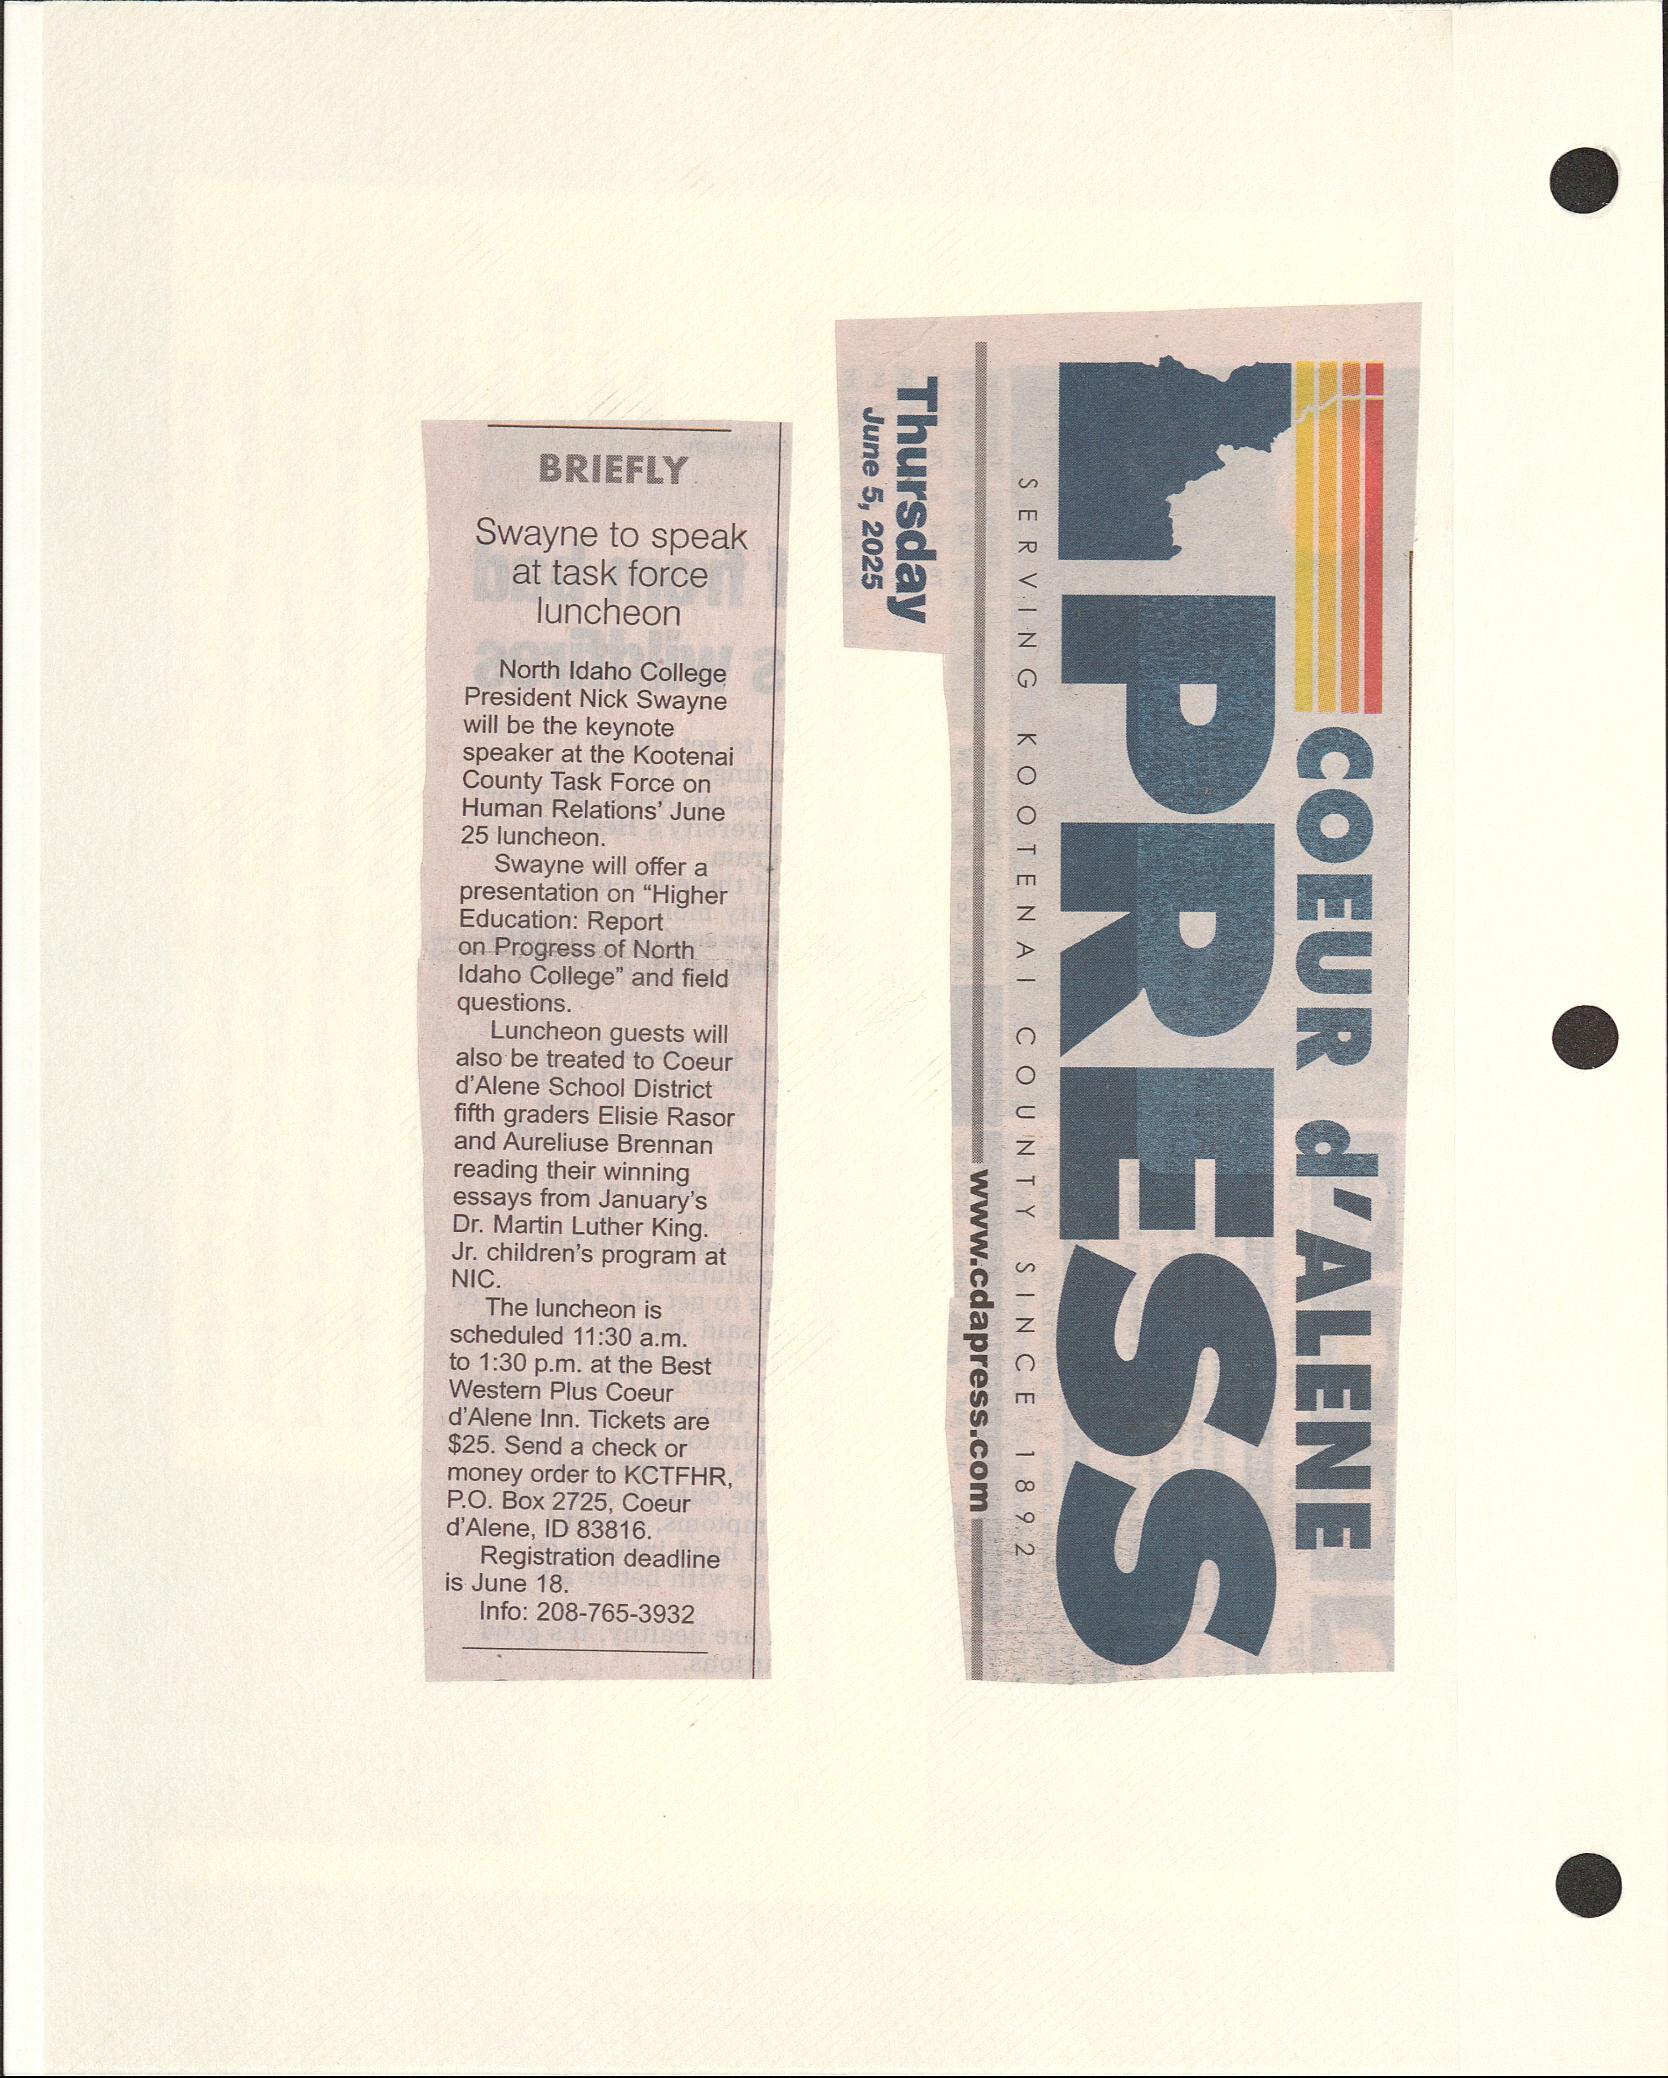 BRIEFLY
Swayne to speak
at task force
luncheon
North Idaho College
President Nick Swayne
will be the keynote
speaker at the Kootenai
County Task Force on
Human Relations’ June
25 luncheon.
Swayne will offer a
presentation on “Higher
Education: Report
on Progress of North
Idaho College” and field
questions.
Luncheon guests will
also be treated to Coeur
d’Alene School District
fifth graders Elisie Rasor
and Aureliuse Brennan
reading their winning
essays from January’s
Dr. Martin Luther King.
Jr. children’s program at
NIC.
The luncheon is
scheduled 11:30 a.m.
to 1:30 p.m. at the Best
Western Plus Coeur
d’Alene Inn. Tickets are
$25. Send a check or
money order to KCTFHR,
P.O. Box 2725, Coeur
d’Alene, ID 83816.
Registration deadline
is June 18.
Info: 208-765-3932
COEUR d’ALENE
PRESS
SERVING KOOTENAI COUNTY SINCE 1892
www.cdapress.com
Thursday
June 5, 2025